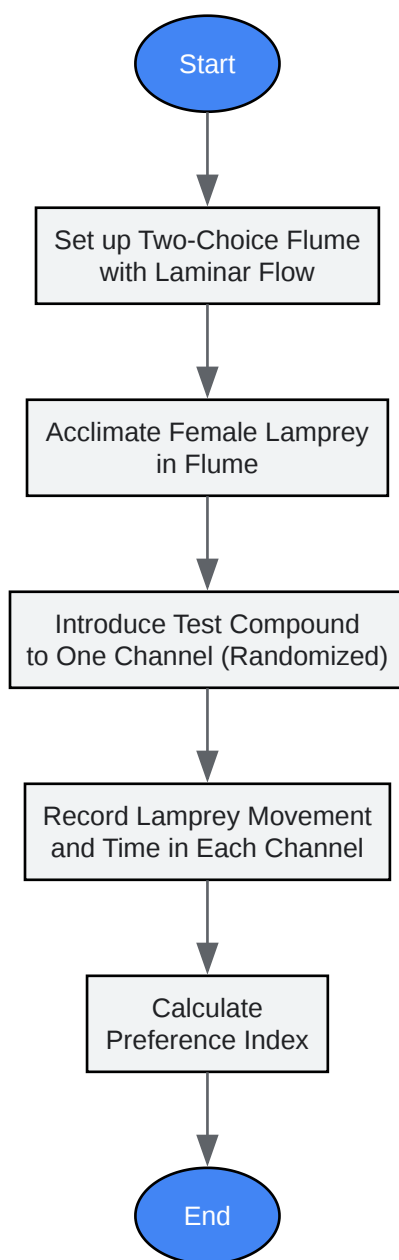 Start
Set up Two-Choice Flume
with Laminar Flow
Acclimate Female Lamprey
in Flume
Introduce Test Compound
to One Channel (Randomized)
Record Lamprey Movement
and Time in Each Channel
Calculate
Preference Index
End